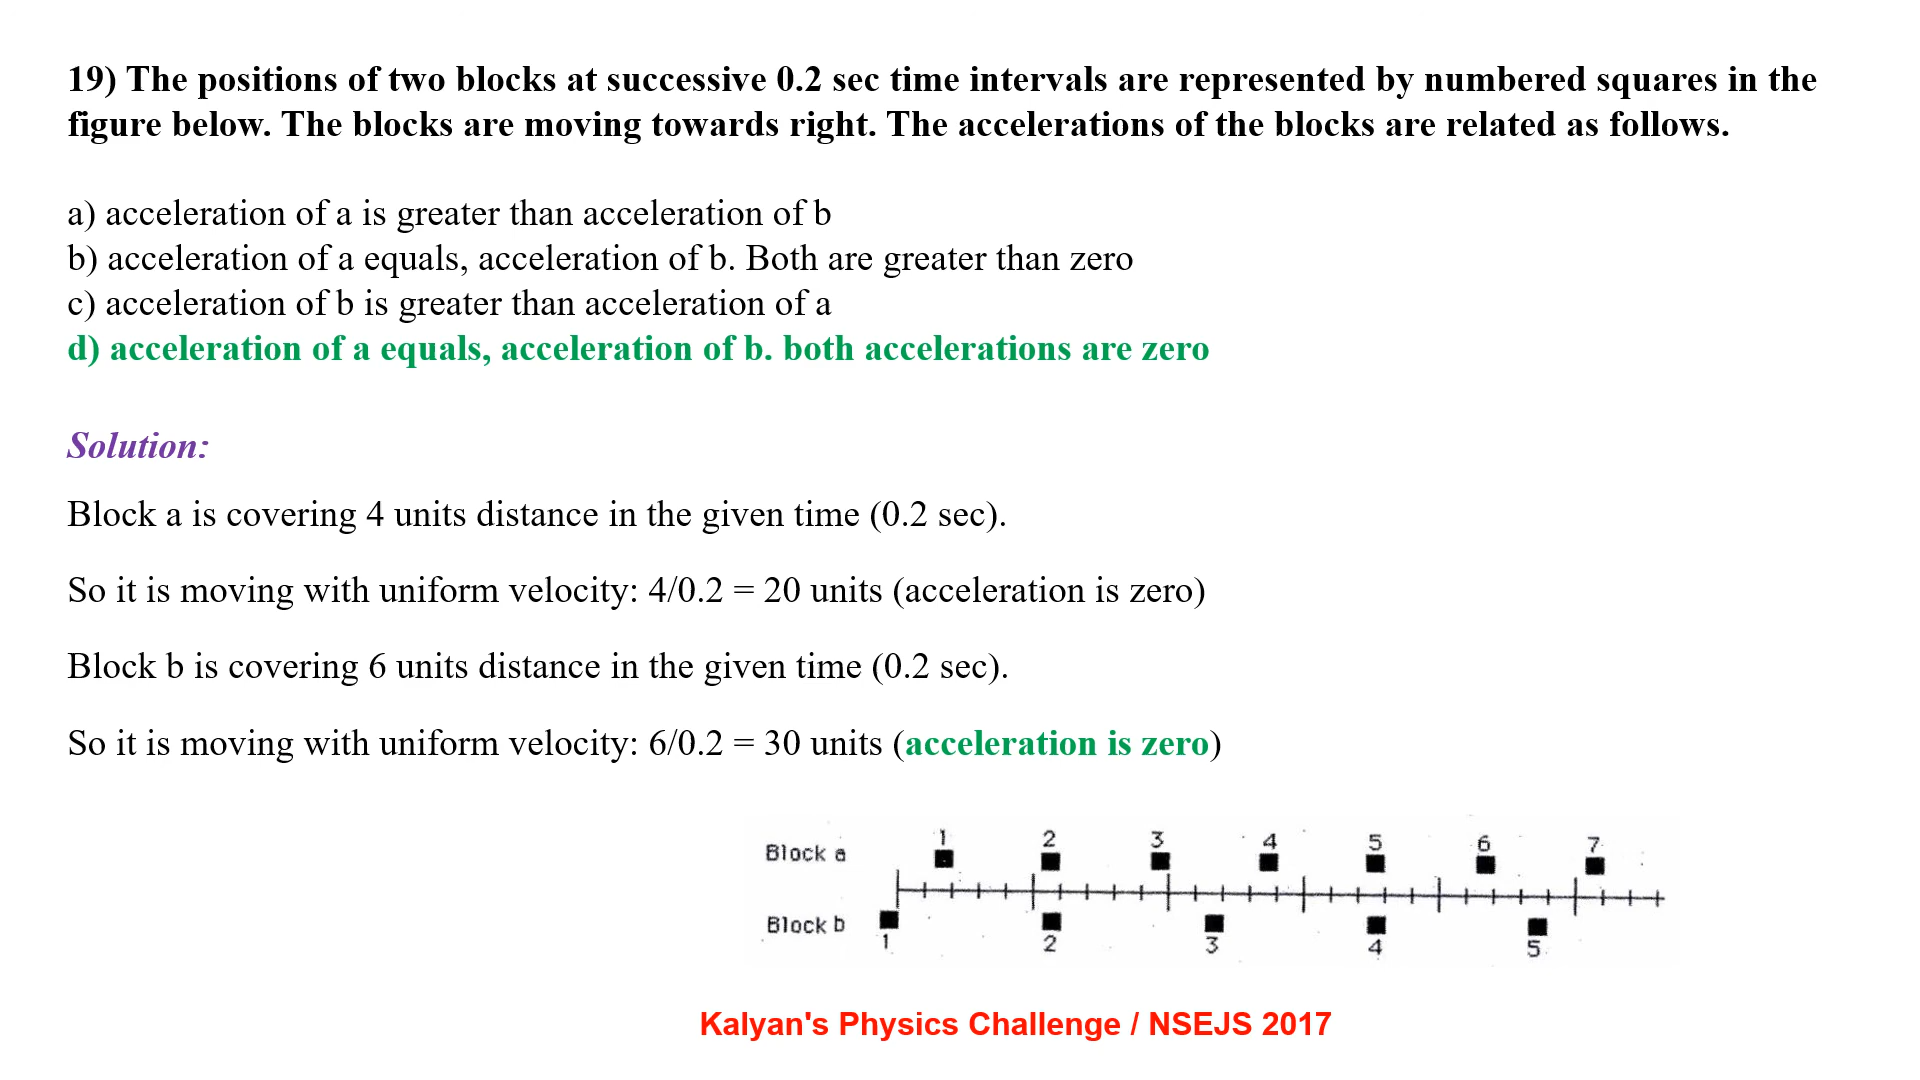 19) The positions of two blocks at successive 0.2 sec time intervals are represented by numbered squares in the
figure below. The blocks are moving towards right. The accelerations of the blocks are related as follows.
a) acceleration of a is greater than acceleration of b
b) acceleration of a equals, acceleration of b. Both are greater than zero
c) acceleration of b is greater than acceleration of a
d) acceleration of a equals, acceleration of b. both accelerations are zero
Solution:
Block a is covering 4 units distance in the given time (0.2 sec).
So it is moving with uniform velocity: 4/0.2 = 20 units (acceleration is zero)
Block b is covering 6 units distance in the given time (0.2 sec).
So it is moving with uniform velocity: 6/0.2 = 30 units (acceleration is zero)
1 2 3 4 5 6 7
Block a
Block b
1 2 3 4 5
Kalyan's Physics Challenge / NSEJS 2017